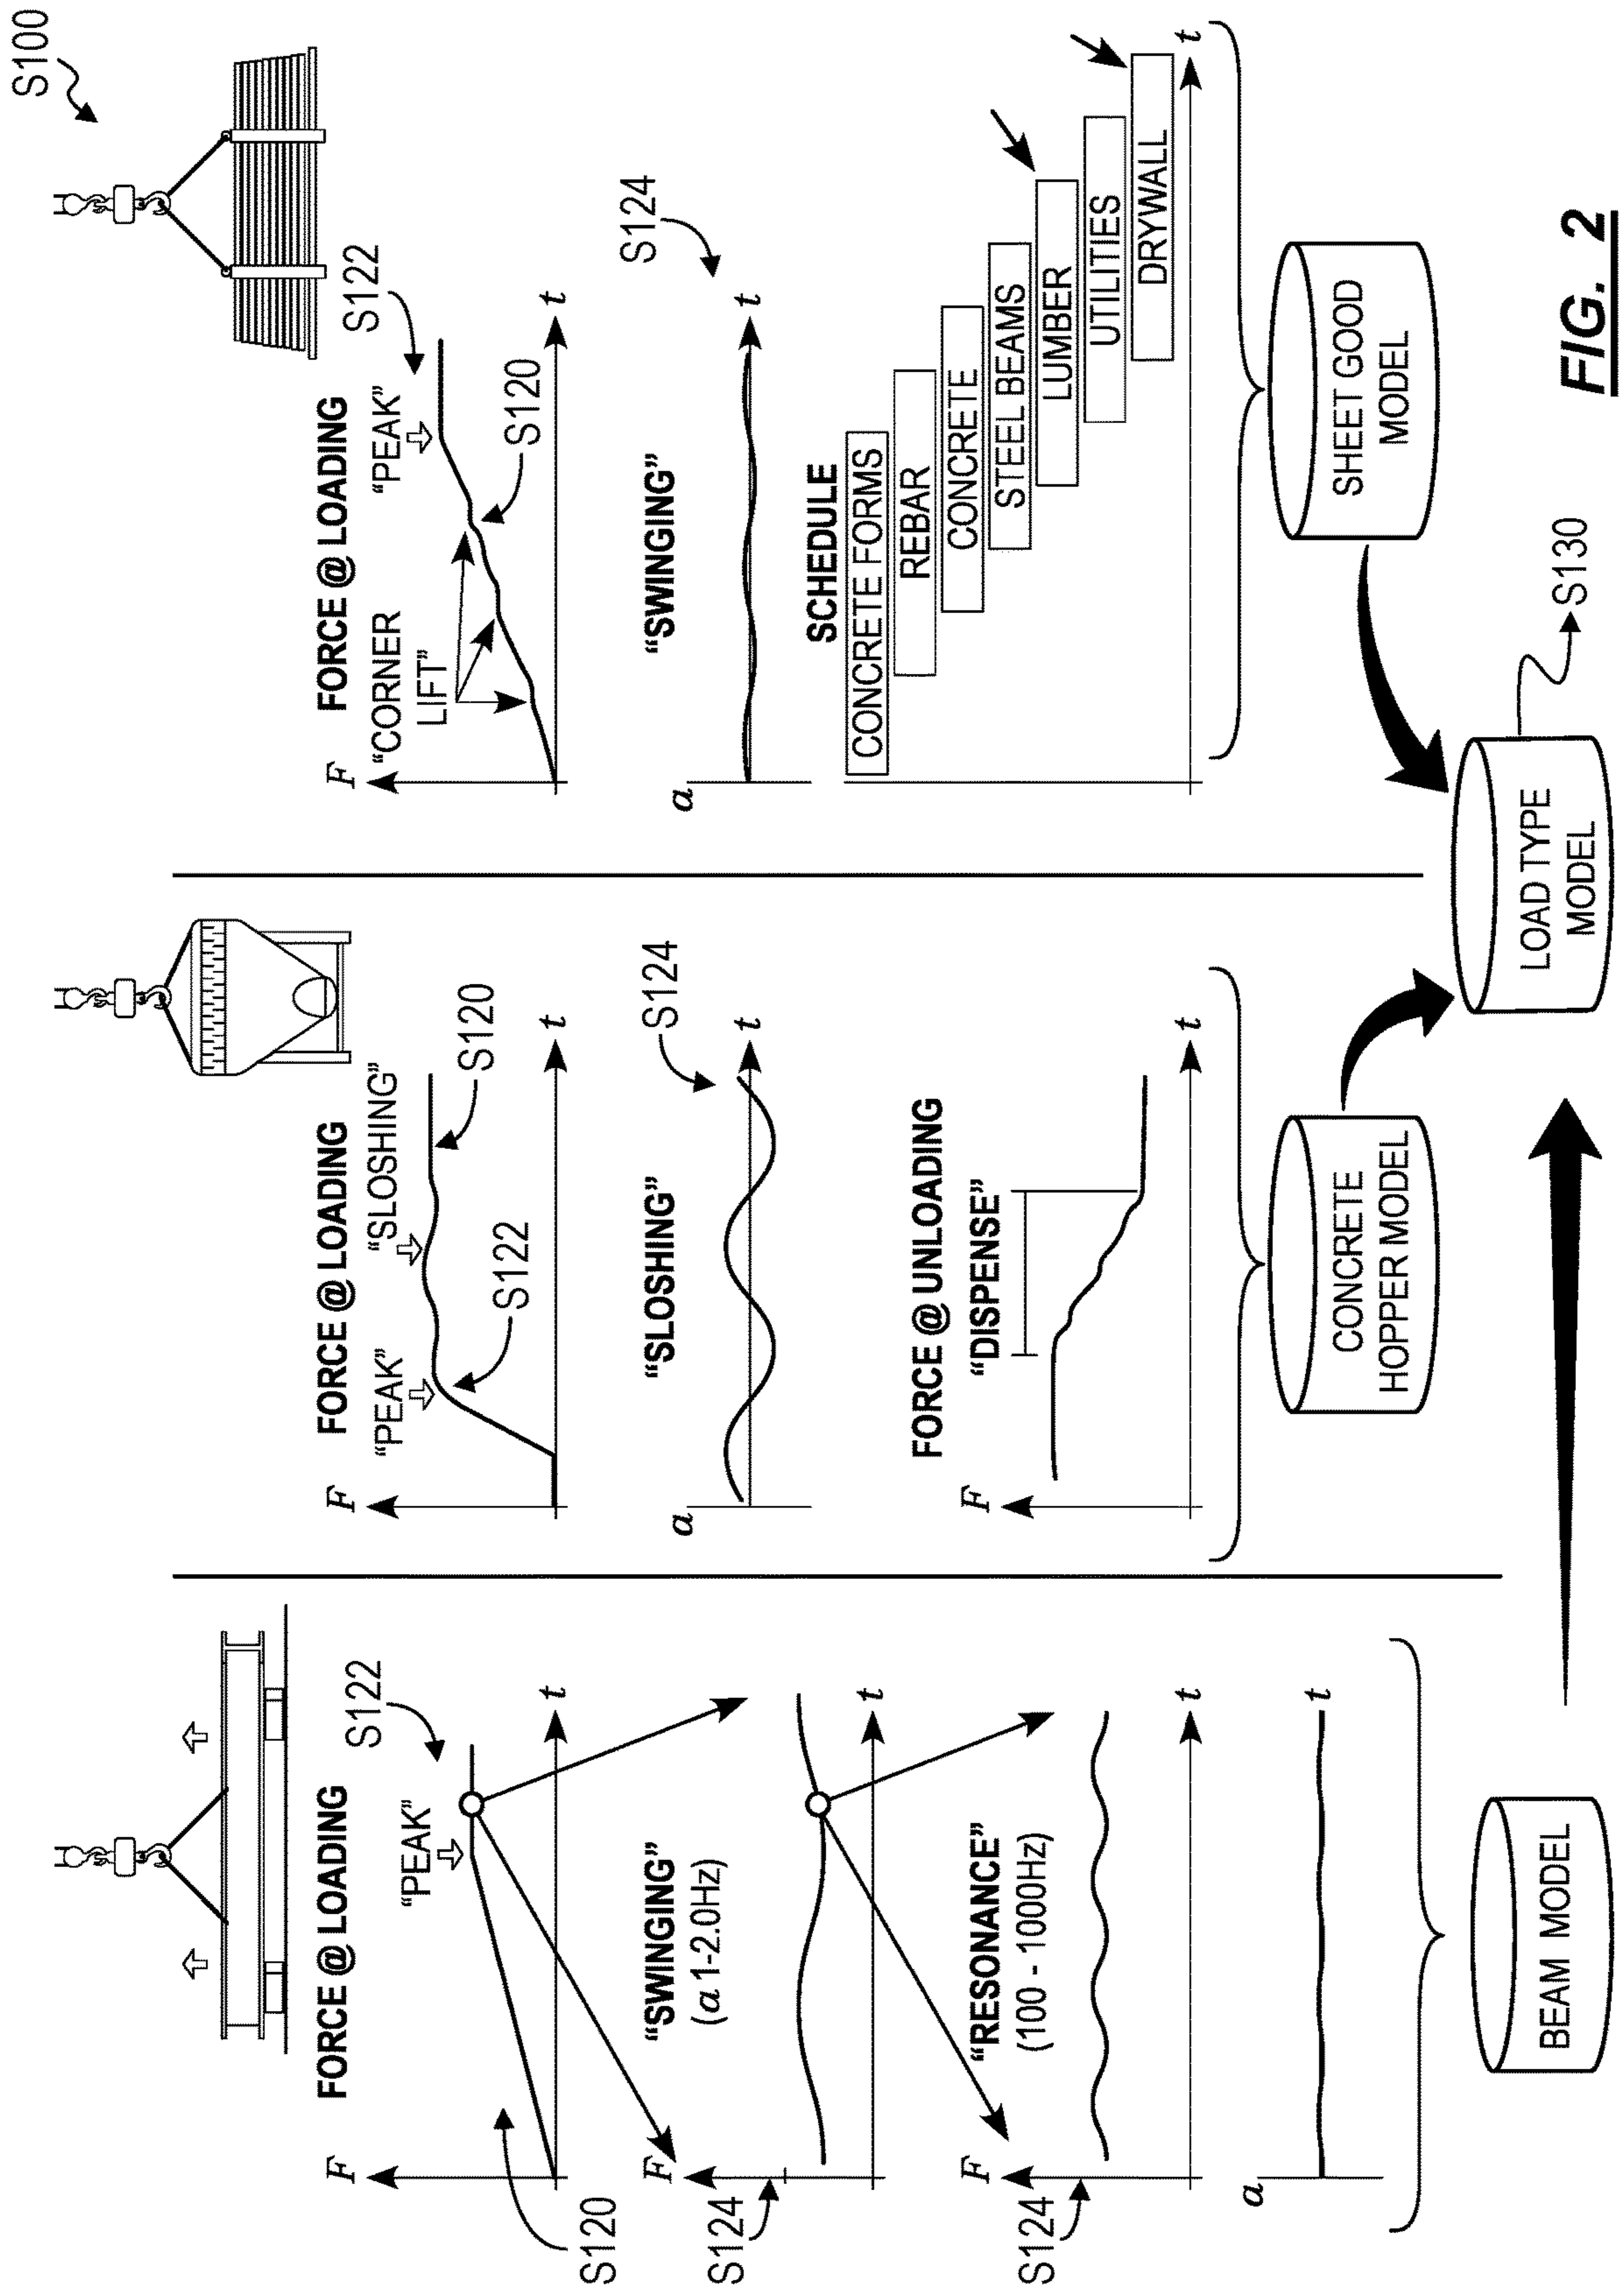 S100
FORCE @ LOADING
S122
"PEAK"
F
t
S120
S124
"SWINGING"
(a 1-2.0Hz)
F
t
S124
"RESONANCE"
(100 - 1000Hz)
F
t
a
t
BEAM MODEL
FORCE @ LOADING
"PEAK"
"SLOSHING"
S120
S122
F
t
"SLOSHING"
S124
a
t
FORCE @ UNLOADING
"DISPENSE"
F
t
CONCRETE
HOPPER MODEL
FORCE @ LOADING
S122
"CORNER
LIFT"
"PEAK"
S120
F
t
"SWINGING"
S124
a
t
SCHEDULE
CONCRETE FORMS
REBAR
CONCRETE
STEEL BEAMS
LUMBER
UTILITIES
DRYWALL
t
SHEET GOOD
MODEL
LOAD TYPE
MODEL
S130
FIG. 2